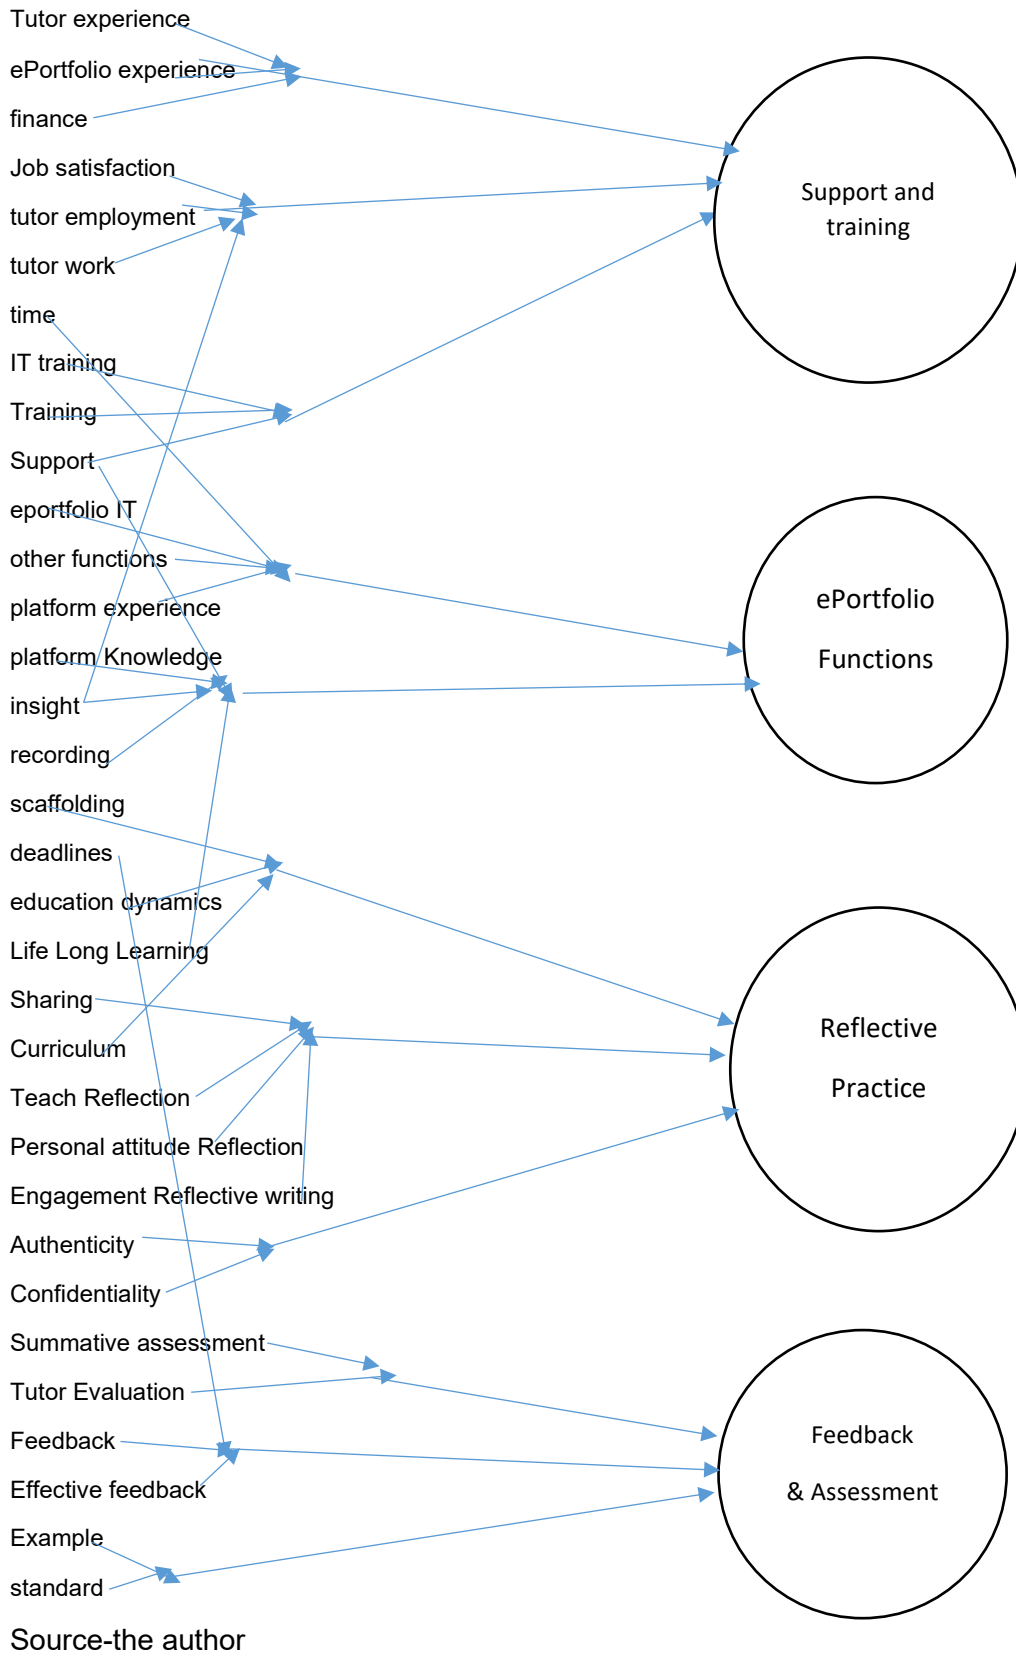 Tutor experience
ePortfolio experience
finance
Job satisfaction
tutor employment
tutor work
time
IT training
Training
Support
eportfolio IT
other functions
platform experience
platform Knowledge
insight
recording
scaffolding
deadlines
education dynamics
Life Long Learning
Sharing
Curriculum
Teach Reflection
Personal attitude Reflection
Engagement Reflective writing
Authenticity
Confidentiality
Summative assessment
Tutor Evaluation
Feedback
Effective feedback
Example
standard
Support and
training
ePortfolio
Functions
Reflective
Practice
Feedback
& Assessment
Source-the author